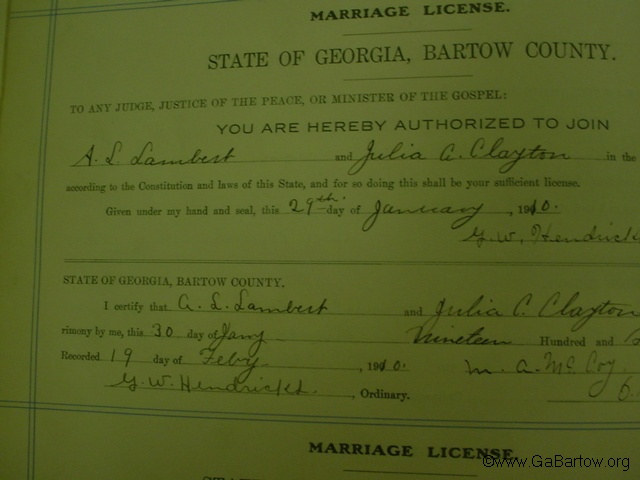 MARRIAGE LICENSE.
STATE OF GEORGIA, BARTOW COUNTY.
TO ANY JUDGE, JUSTICE OF THE PEACE, OR MINISTER OF THE GOSPEL:
YOU ARE HEREBY AUTHORIZED TO JOIN
A. L. Lambert and Julia C. Clayton in the
according to the Constitution and laws of this State, and for so doing this shall be your sufficient license.
Given under my hand and seal, this 29th day of January, 1910.
G. W. Hendricks
STATE OF GEORGIA, BARTOW COUNTY.
I certify that A. L. Lambert and Julia C. Clayton
rimony by me, this 30 day of Jany Nineteen Hundred and
Recorded 19 day of Feby, 1910. M. A. McCoy.
G. W. Hendricks., Ordinary.
MARRIAGE LICENSE.
©www.GaBartow.org